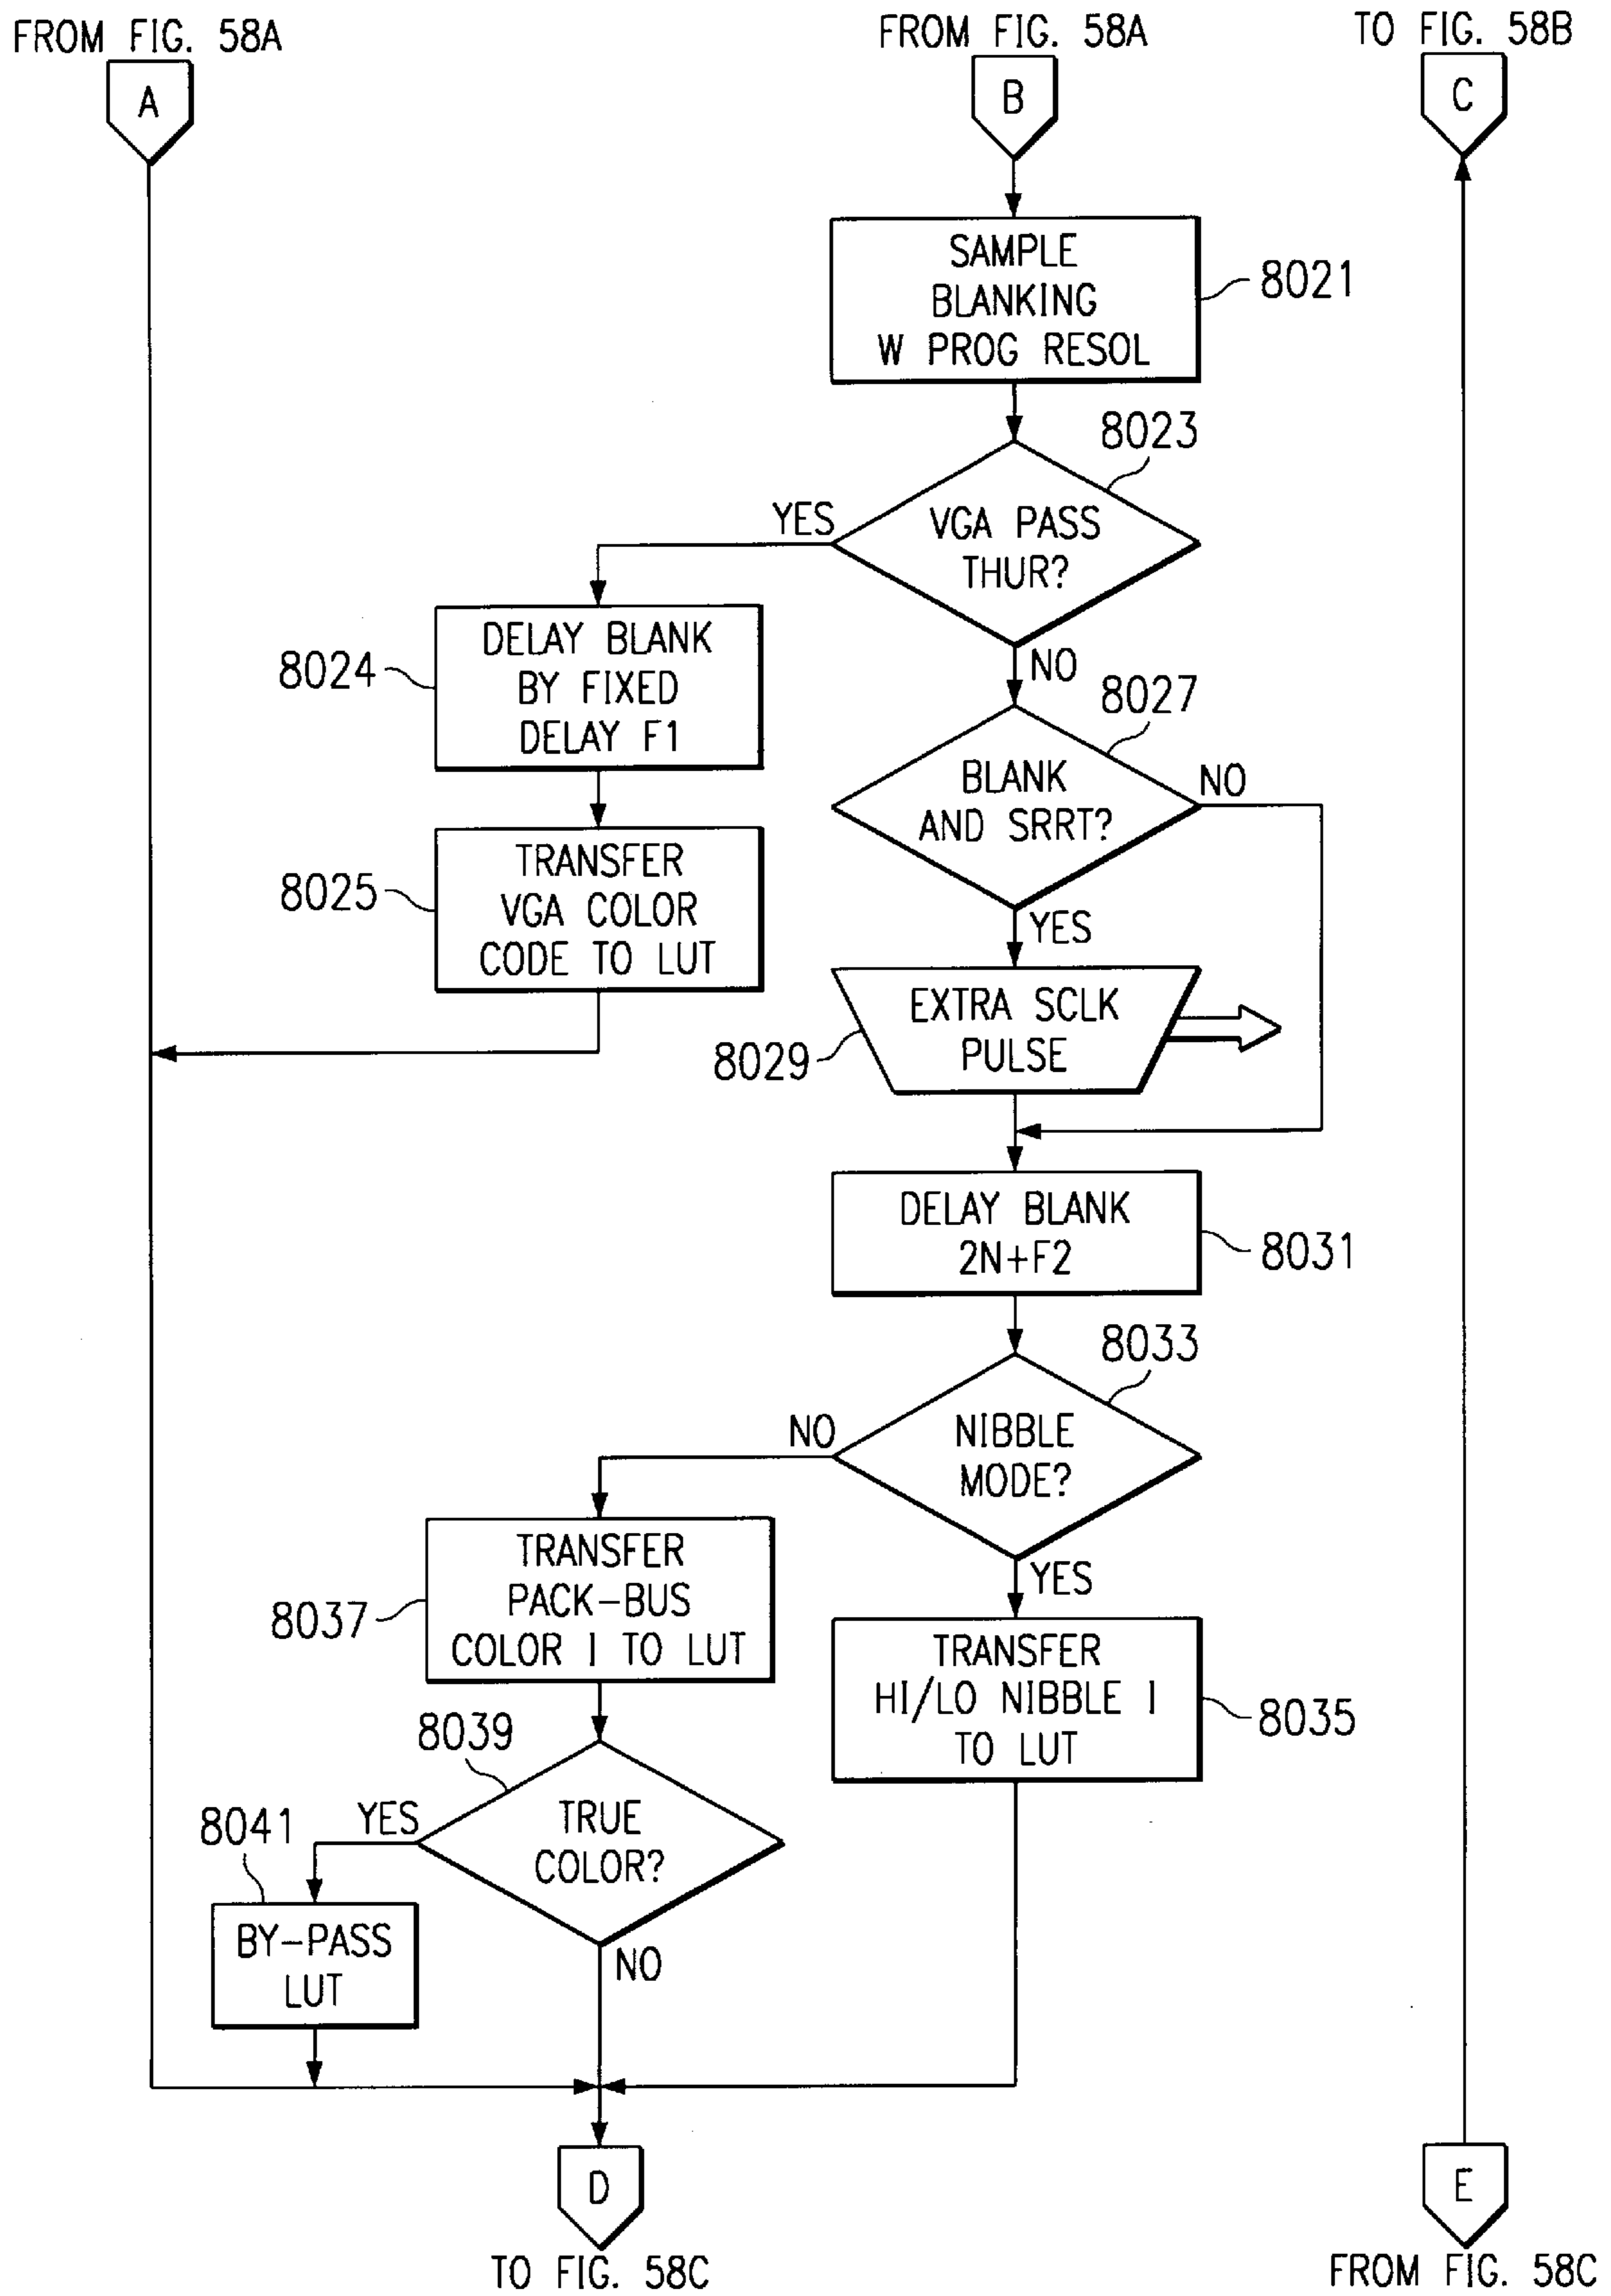 FROM FIG. 58A
FROM FIG. 58A
TO FIG. 58B
A
B
C
SAMPLE
BLANKING
W PROG RESOL
8021
8023
VGA PASS
THUR?
YES
NO
8024
DELAY BLANK
BY FIXED
DELAY F1
8027
BLANK
AND SRRT?
NO
YES
8025
TRANSFER
VGA COLOR
CODE TO LUT
EXTRA SCLK
PULSE
8029
DELAY BLANK
2N+F2
8031
8033
NIBBLE
MODE?
NO
YES
TRANSFER
PACK-BUS
COLOR I TO LUT
8037
TRANSFER
HI/LO NIBBLE I
TO LUT
8035
8039
TRUE
COLOR?
YES
NO
8041
BY-PASS
LUT
D
E
TO FIG. 58C
FROM FIG. 58C